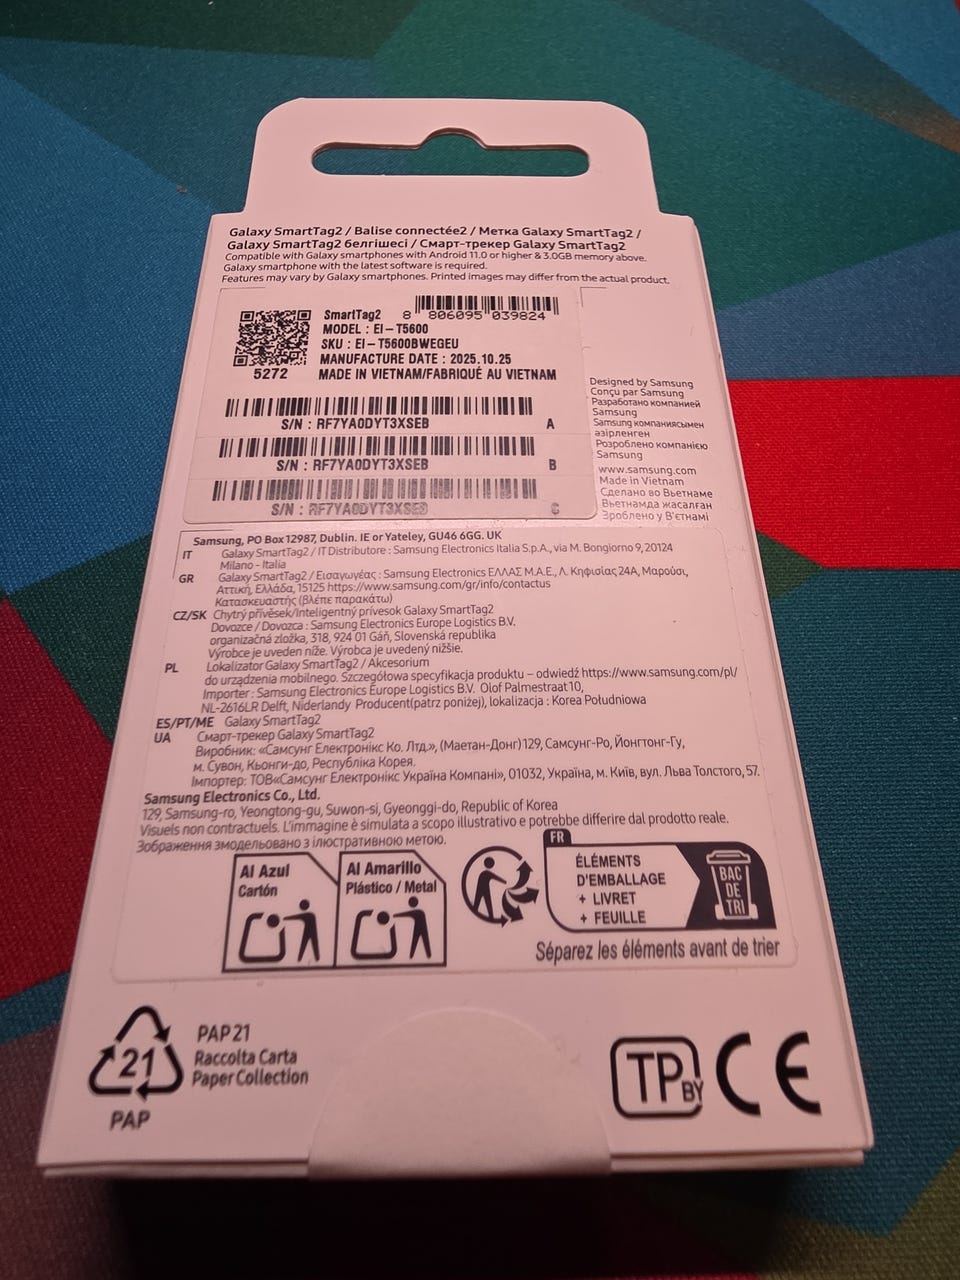 Galaxy SmartTag2 / Balise connectée2 / Метка Galaxy SmartTag2 /
Galaxy SmartTag2 белгішесі / Смарт-трекер Galaxy SmartTag2
Compatible with Galaxy smartphones with Android 11.0 or higher & 3.0GB memory above.
Galaxy smartphone with the latest software is required.
Features may vary by Galaxy smartphones. Printed images may differ from the actual product.
SmartTag2
8 806095 039824
MODEL : EI-T5600
SKU : EI-T5600BWEGEU
MANUFACTURE DATE : 2025.10.25
5272
MADE IN VIETNAM/FABRIQUÉ AU VIETNAM
S/N : RF7YA0DYT3XSEB A
S/N : RF7YA0DYT3XSEB B
S/N : RF7YA0DYT3XSEB C
Designed by Samsung
Conçu par Samsung
Разработано компанией
Samsung
Samsung компаниясымен
әзірленген
Розроблено компанією
Samsung
www.samsung.com
Made in Vietnam
Сделано во Вьетнаме
Вьетнамда жасалған
Зроблено у В'єтнамі
Samsung, PO Box 12987, Dublin. IE or Yateley, GU46 6GG. UK
IT Galaxy SmartTag2 / IT Distributore : Samsung Electronics Italia S.p.A., via M. Bongiorno 9, 20124
Milano - Italia
GR Galaxy SmartTag2 / Εισαγωγέας : Samsung Electronics ΕΛΛΑΣ Μ.Α.Ε., Λ. Κηφισίας 24Α, Μαρούσι,
Αττική, Ελλάδα, 15125 https://www.samsung.com/gr/info/contactus
Κατασκευαστής (βλέπε παρακάτω)
CZ/SK Chytrý přívěsek/Inteligentný prívesok Galaxy SmartTag2
Dovozce / Dovozca : Samsung Electronics Europe Logistics B.V.
organizačná zložka, 318, 924 01 Gáň, Slovenská republika
Výrobce je uveden níže. Výrobca je uvedený nižšie.
PL Lokalizator Galaxy SmartTag2 / Akcesorium
do urządzenia mobilnego. Szczegółowa specyfikacja produktu – odwiedź https://www.samsung.com/pl/
Importer : Samsung Electronics Europe Logistics B.V. Olof Palmestraat 10,
NL-2616LR Delft, Niderlandy Producent(patrz poniżej), lokalizacja : Korea Południowa
ES/PT/ME Galaxy SmartTag2
UA Смарт-трекер Galaxy SmartTag2
Виробник: «Самсунг Електронікс Ко. Лтд.», (Маетан-Донг) 129, Самсунг-Ро, Йонгтонг-Гу,
м. Сувон, Кьонги-до, Республіка Корея.
Імпортер: ТОВ«Самсунг Електронікс Україна Компані», 01032, Україна, м. Київ, вул. Льва Толстого, 57.
Samsung Electronics Co., Ltd.
129, Samsung-ro, Yeongtong-gu, Suwon-si, Gyeonggi-do, Republic of Korea
Visuels non contractuels. L'immagine è simulata a scopo illustrativo e potrebbe differire dal prodotto reale.
Зображення змодельовано з ілюстративною метою.
Al Azul
Cartón
Al Amarillo
Plástico / Metal
FR
ÉLÉMENTS
D'EMBALLAGE
+ LIVRET
+ FEUILLE
BAC
DE
TRI
Séparez les éléments avant de trier
21
PAP
PAP 21
Raccolta Carta
Paper Collection
TP BY
CE